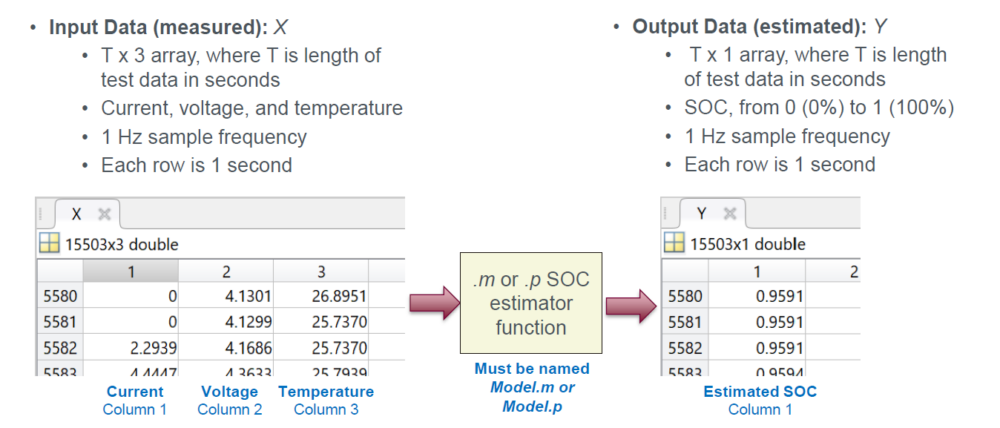 • Input Data (measured): X
• T x 3 array, where T is length of
test data in seconds
• Current, voltage, and temperature
• 1 Hz sample frequency
• Each row is 1 second
X
15503x3 double
1 2 3
5580 0 4.1301 26.8951
5581 0 4.1299 25.7370
5582 2.2939 4.1686 25.7370
5583 4.4447 4.3633 25.7939
Current Voltage Temperature
Column 1 Column 2 Column 3
.m or .p SOC
estimator
function
Must be named
Model.m or
Model.p
• Output Data (estimated): Y
• T x 1 array, where T is length
of test data in seconds
• SOC, from 0 (0%) to 1 (100%)
• 1 Hz sample frequency
• Each row is 1 second
Y
15503x1 double
1 2
5580 0.9591
5581 0.9591
5582 0.9591
5583 0.9594
Estimated SOC
Column 1